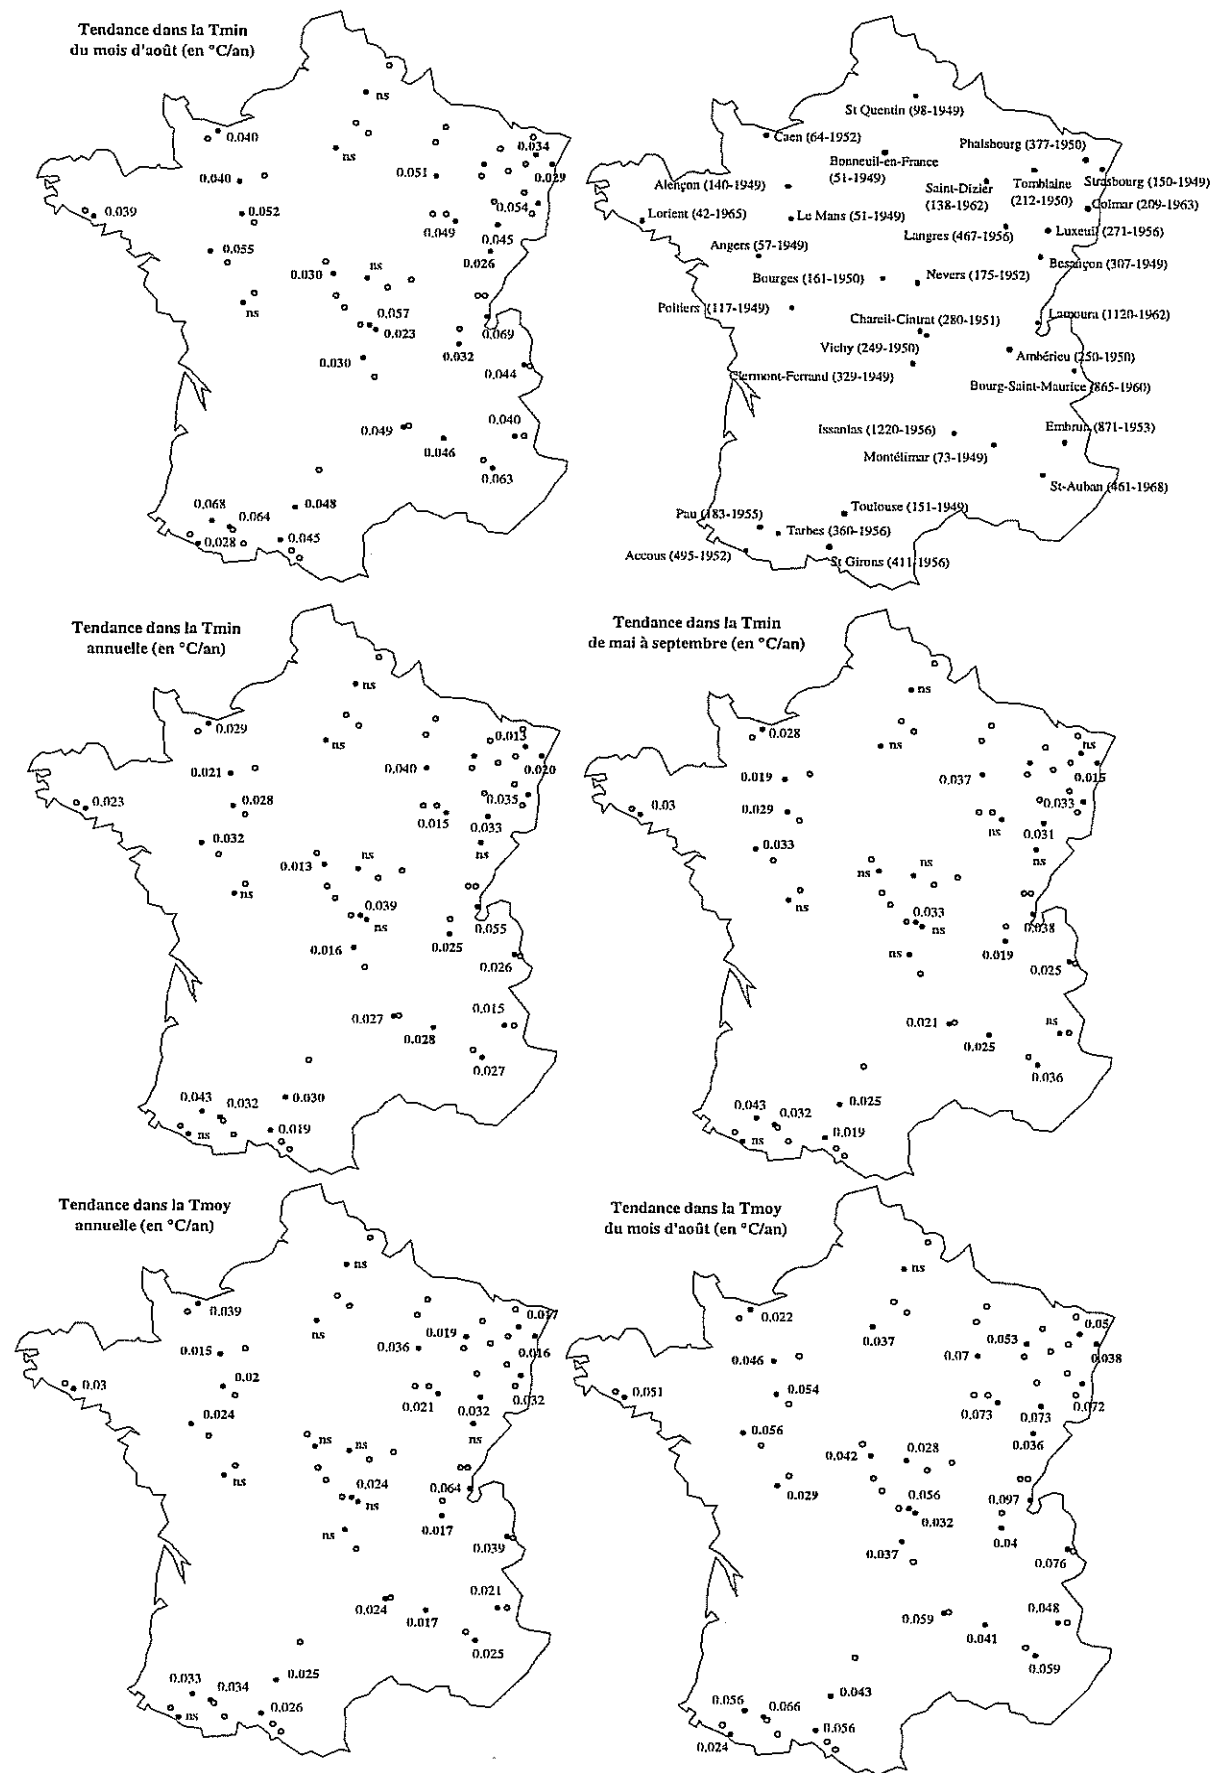 Tendance dans la Tmin
du mois d'août (en °C/an)
ns
0.040
ns
0.034
0.051
0.029
0.040
0.039
0.052
0.054
0.049
0.045
0.055
0.026
ns
0.030
ns
0.057
0.023
0.069
0.032
0.030
0.044
0.049
0.040
0.046
0.063
0.068
0.064
0.048
0.028
0.045
St Quentin (98-1949)
Caen (64-1952)
Phalsbourg (377-1950)
Bonneuil-en-France
(51-1949)
Alençon (140-1949)
Saint-Dizier
(138-1962)
Tomblaine
(212-1950)
Strasbourg (150-1949)
Colmar (209-1963)
Lorient (42-1965)
Le Mans (51-1949)
Langres (467-1956)
Luxeuil (271-1956)
Angers (57-1949)
Besançon (307-1949)
Bourges (161-1950)
Nevers (175-1952)
Poitiers (117-1949)
Chareil-Cintrat (280-1951)
Lamoura (1120-1962)
Vichy (249-1950)
Ambérieu (250-1950)
Clermont-Ferrand (329-1949)
Bourg-Saint-Maurice (865-1960)
Issanlas (1220-1956)
Embrun (871-1953)
Montélimar (73-1949)
St-Auban (461-1968)
Pau (183-1955)
Toulouse (151-1949)
Tarbes (360-1956)
Accous (495-1952)
St Girons (411-1956)
Tendance dans la Tmin
annuelle (en °C/an)
ns
0.029
ns
0.013
0.021
0.040
0.020
0.023
0.028
0.035
0.015
0.033
0.032
ns
0.013
ns
ns
0.039
ns
0.055
0.016
0.025
0.026
0.027
0.015
0.028
0.027
0.043
0.032
0.030
ns
0.019
Tendance dans la Tmin
de mai à septembre (en °C/an)
ns
0.028
ns
ns
0.019
0.037
0.015
0.03
0.029
0.033
ns
0.031
0.033
ns
ns
ns
ns
0.033
ns
0.038
ns
0.019
0.025
0.021
ns
0.025
0.036
0.043
0.032
0.025
ns
0.019
Tendance dans la Tmoy
annuelle (en °C/an)
ns
0.039
ns
0.017
0.019
0.015
0.036
0.016
0.03
0.02
0.021
0.032
0.032
0.024
ns
ns
ns
ns
0.024
ns
0.064
ns
0.017
0.039
0.024
0.021
0.017
0.025
0.033
0.034
0.025
ns
0.026
Tendance dans la Tmoy
du mois d'août (en °C/an)
ns
0.022
0.037
0.05
0.053
0.046
0.07
0.038
0.051
0.054
0.073
0.073
0.072
0.056
0.036
0.042
0.028
0.029
0.056
0.032
0.097
0.037
0.04
0.076
0.059
0.048
0.041
0.059
0.056
0.066
0.043
0.024
0.056